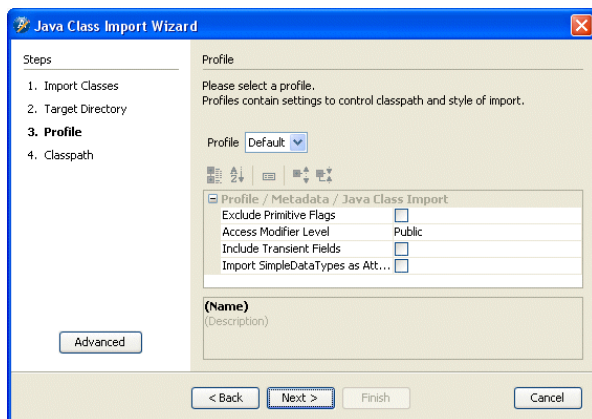 Java Class Import Wizard
Steps
1. Import Classes
2. Target Directory
3. Profile
4. Classpath
Advanced
Profile
Please select a profile.
Profiles contain settings to control classpath and style of import.
Profile Default
Profile / Metadata / Java Class Import
Exclude Primitive Flags
Access Modifier Level Public
Include Transient Fields
Import SimpleDataTypes as Att...
(Name)
(Description)
< Back Next > Finish Cancel